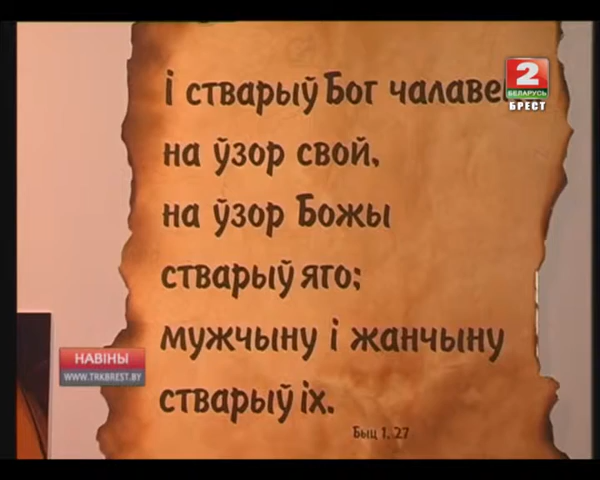 2
БЕЛАРУСЬ
БРЕСТ
і стварыў Бог чалаве
на ўзор свой,
на ўзор Божы
стварыў яго;
мужчыну і жанчыну
стварыў іх.
Быц 1, 27
НАВІНЫ
WWW.TRKBREST.BY